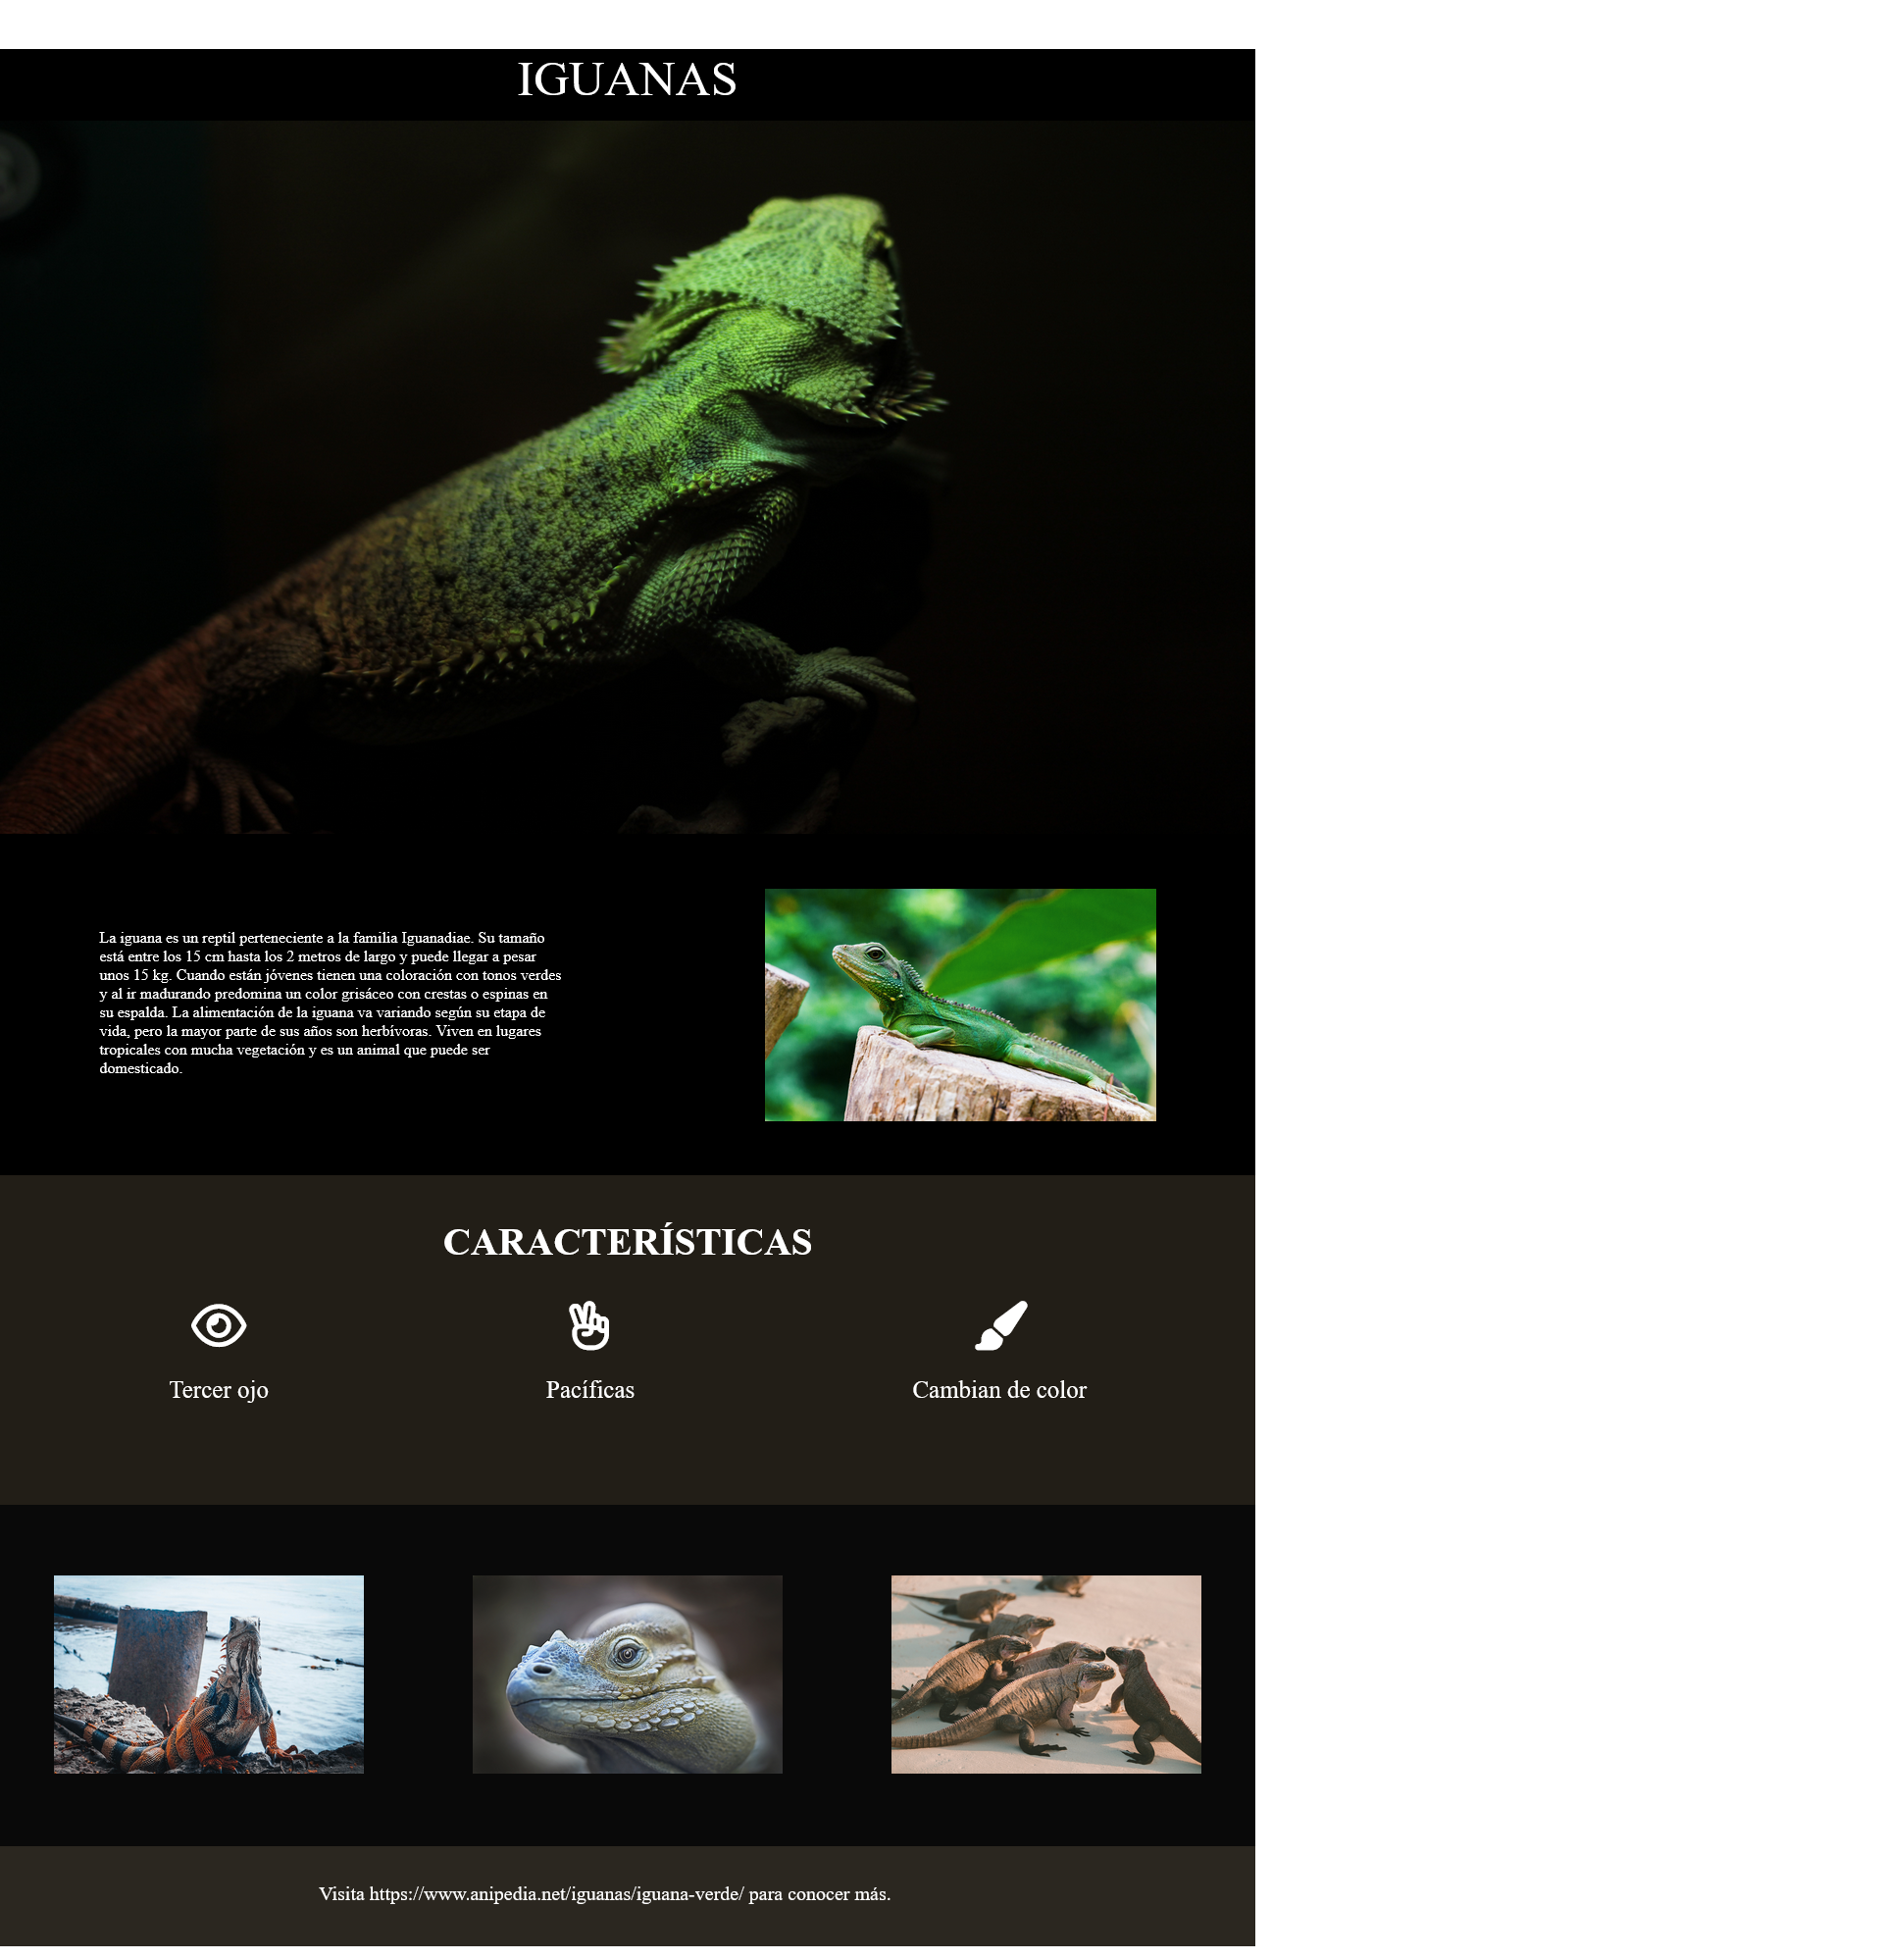 IGUANAS
La iguana es un reptil perteneciente a la familia Iguanadiae. Su tamaño
está entre los 15 cm hasta los 2 metros de largo y puede llegar a pesar
unos 15 kg. Cuando están jóvenes tienen una coloración con tonos verdes
y al ir madurando predomina un color grisáceo con crestas o espinas en
su espalda. La alimentación de la iguana va variando según su etapa de
vida, pero la mayor parte de sus años son herbívoras. Viven en lugares
tropicales con mucha vegetación y es un animal que puede ser
domesticado.
CARACTERÍSTICAS
Tercer ojo
Pacíficas
Cambian de color
Visita https://www.anipedia.net/iguanas/iguana-verde/ para conocer más.